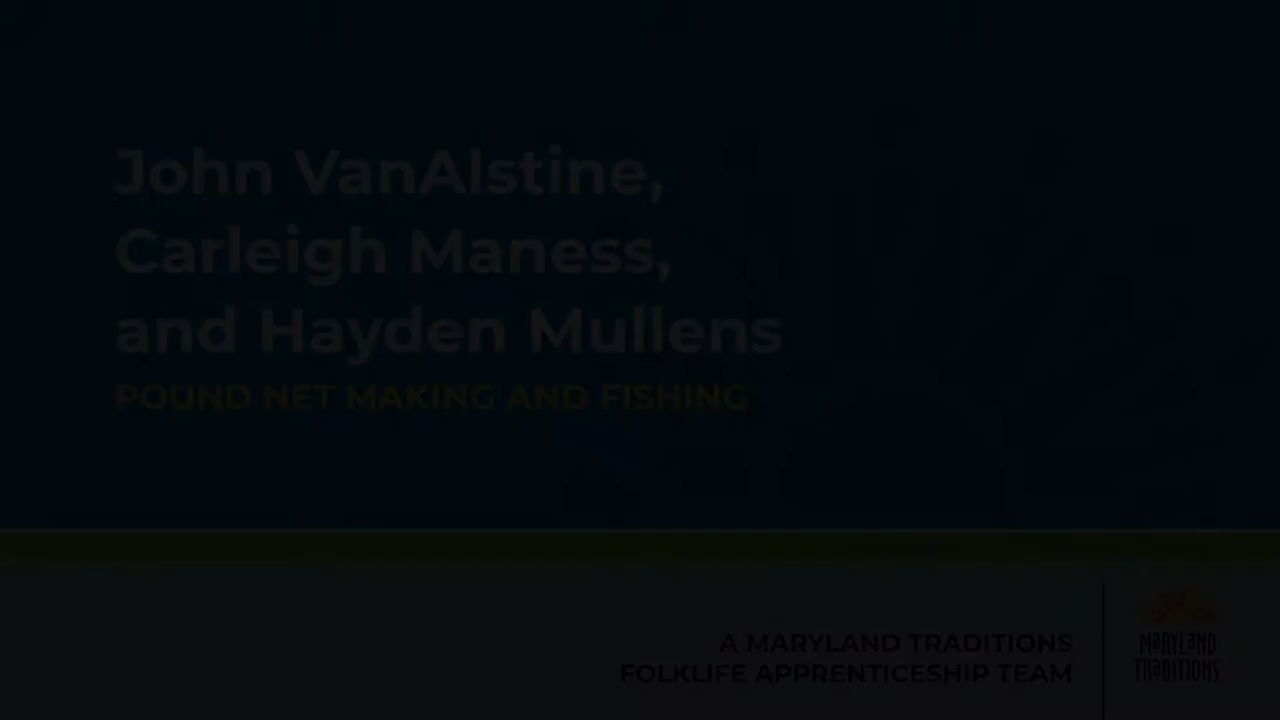 John VanAlstine,
Carleigh Maness,
and Hayden Mullens
POUND NET MAKING AND FISHING
A MARYLAND TRADITIONS
FOLKLIFE APPRENTICESHIP TEAM
MaRYLaND
TRaDITIONS